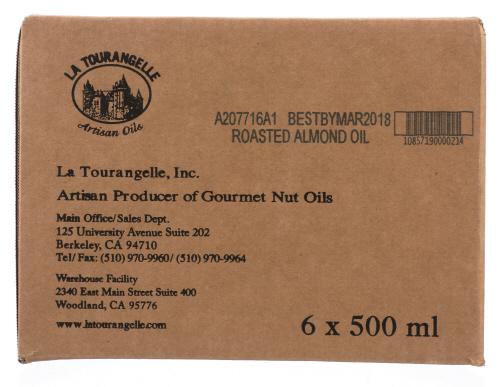 LA TOURANGELLE
Artisan Oils
A207716A1 BESTBYMAR2018
ROASTED ALMOND OIL
10857190000214
La Tourangelle, Inc.
Artisan Producer of Gourmet Nut Oils
Main Office/Sales Dept.
125 University Avenue Suite 202
Berkeley, CA 94710
Tel/ Fax: (510) 970-9960/ (510) 970-9964
Warehouse Facility
2340 East Main Street Suite 400
Woodland, CA 95776
www.latourangelle.com
6 x 500 ml